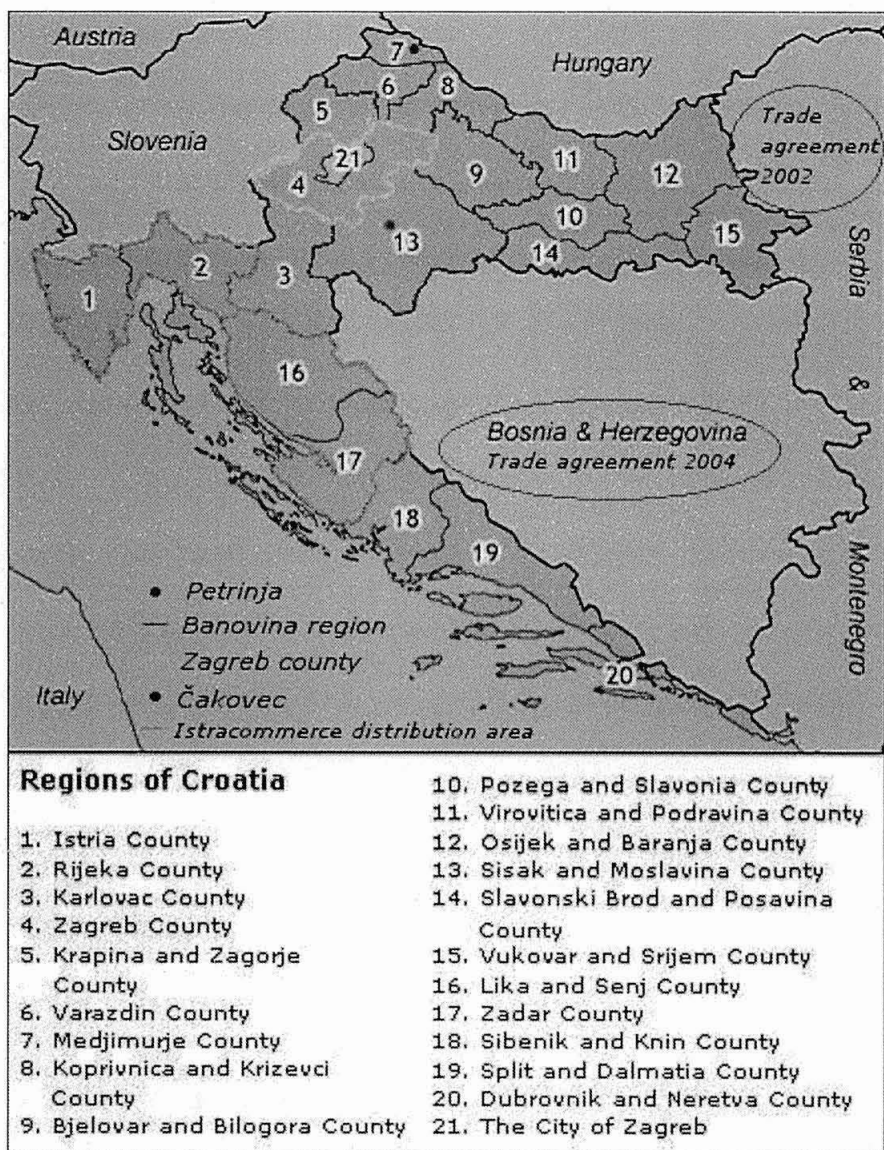 Austria
Hungary
Slovenia
7
6
8
5
21
4
9
11
12
10
13
14
15
Trade
agreement
2002
Serbia
&
Montenegro
1
2
3
16
17
18
19
20
Bosnia & Herzegovina
Trade agreement 2004
Italy
Petrinja
Banovina region
Zagreb county
Čakovec
Istracommerce distribution area
Regions of Croatia
1. Istria County
2. Rijeka County
3. Karlovac County
4. Zagreb County
5. Krapina and Zagorje
County
6. Varazdin County
7. Medjimurje County
8. Koprivnica and Krizevci
County
9. Bjelovar and Bilogora County
10. Pozega and Slavonia County
11. Virovitica and Podravina County
12. Osijek and Baranja County
13. Sisak and Moslavina County
14. Slavonski Brod and Posavina
County
15. Vukovar and Srijem County
16. Lika and Senj County
17. Zadar County
18. Sibenik and Knin County
19. Split and Dalmatia County
20. Dubrovnik and Neretva County
21. The City of Zagreb